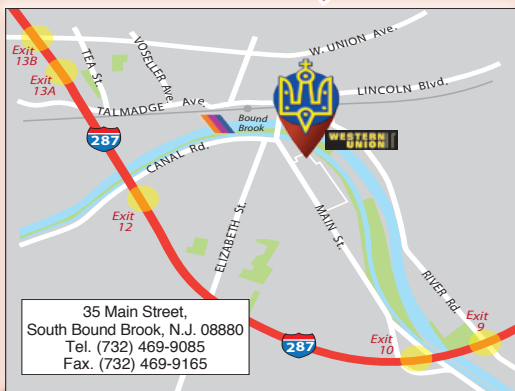 W. UNION Ave.
Exit
13B
TEA St.
VOSELLER Ave.
Exit
13A
LINCOLN Blvd.
TALMADGE Ave.
Bound
Brook
287
WESTERN
UNION
CANAL Rd.
Exit
12
ELIZABETH St.
MAIN St.
RIVER Rd.
35 Main Street,
South Bound Brook, N.J. 08880
Tel. (732) 469-9085
Fax. (732) 469-9165
287
Exit
10
Exit
9